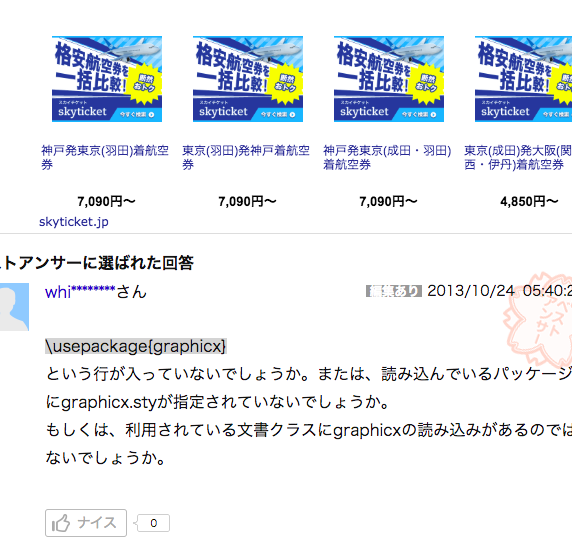 格安航空券を 格安航空券を 格安航空券を 格安航空券を
一括比較! 一括比較! 一括比較! 一括比較!
断然おトク 断然おトク 断然おトク
スカイチケット スカイチケット スカイチケット スカイチケット
skyticket 今すぐ検索 skyticket 今すぐ検索 skyticket 今すぐ検索 skyticket
神戸発東京(羽田)着航空 東京(羽田)発神戸着航空 神戸発東京(成田・羽田) 東京(成田)発大阪(関
券 券 着航空券 西・伊丹)着航空券
7,090円〜 7,090円〜 7,090円〜 4,850円〜
skyticket.jp
ストアンサーに選ばれた回答
whi********さん 編集あり 2013/10/24 05:40:2
ベストアンサー
\usepackage{graphicx}
という行が入っていないでしょうか。または、読み込んでいるパッケージ
にgraphicx.styが指定されていないでしょうか。
もしくは、利用されている文書クラスにgraphicxの読み込みがあるのでは
ないでしょうか。
ナイス 0